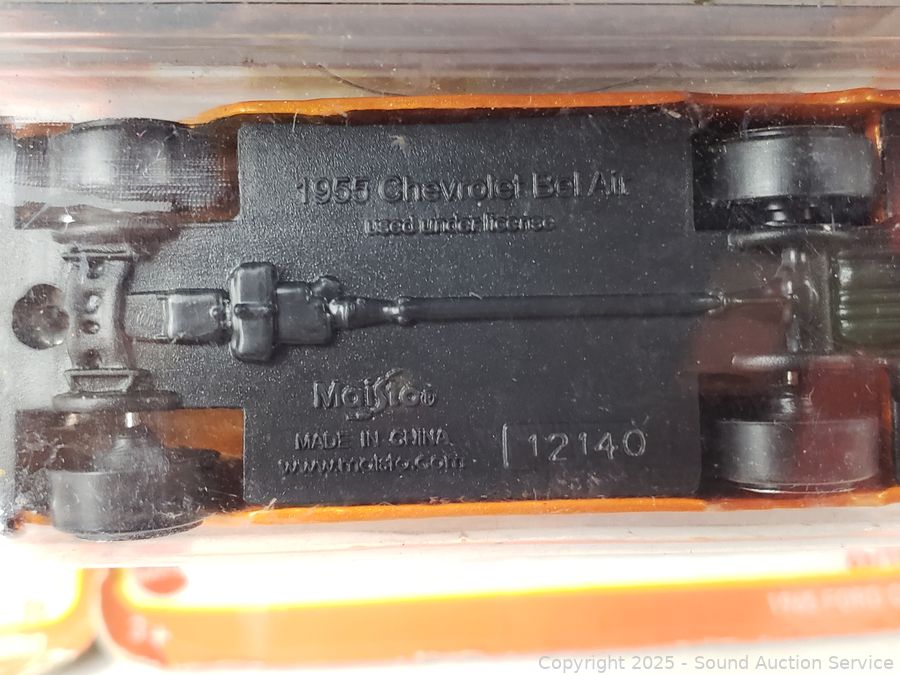 1955 Chevrolet Bel Air
used under license
Maisto
MADE IN CHINA
www.maisto.com
12140
Copyright 2025 - Sound Auction Service